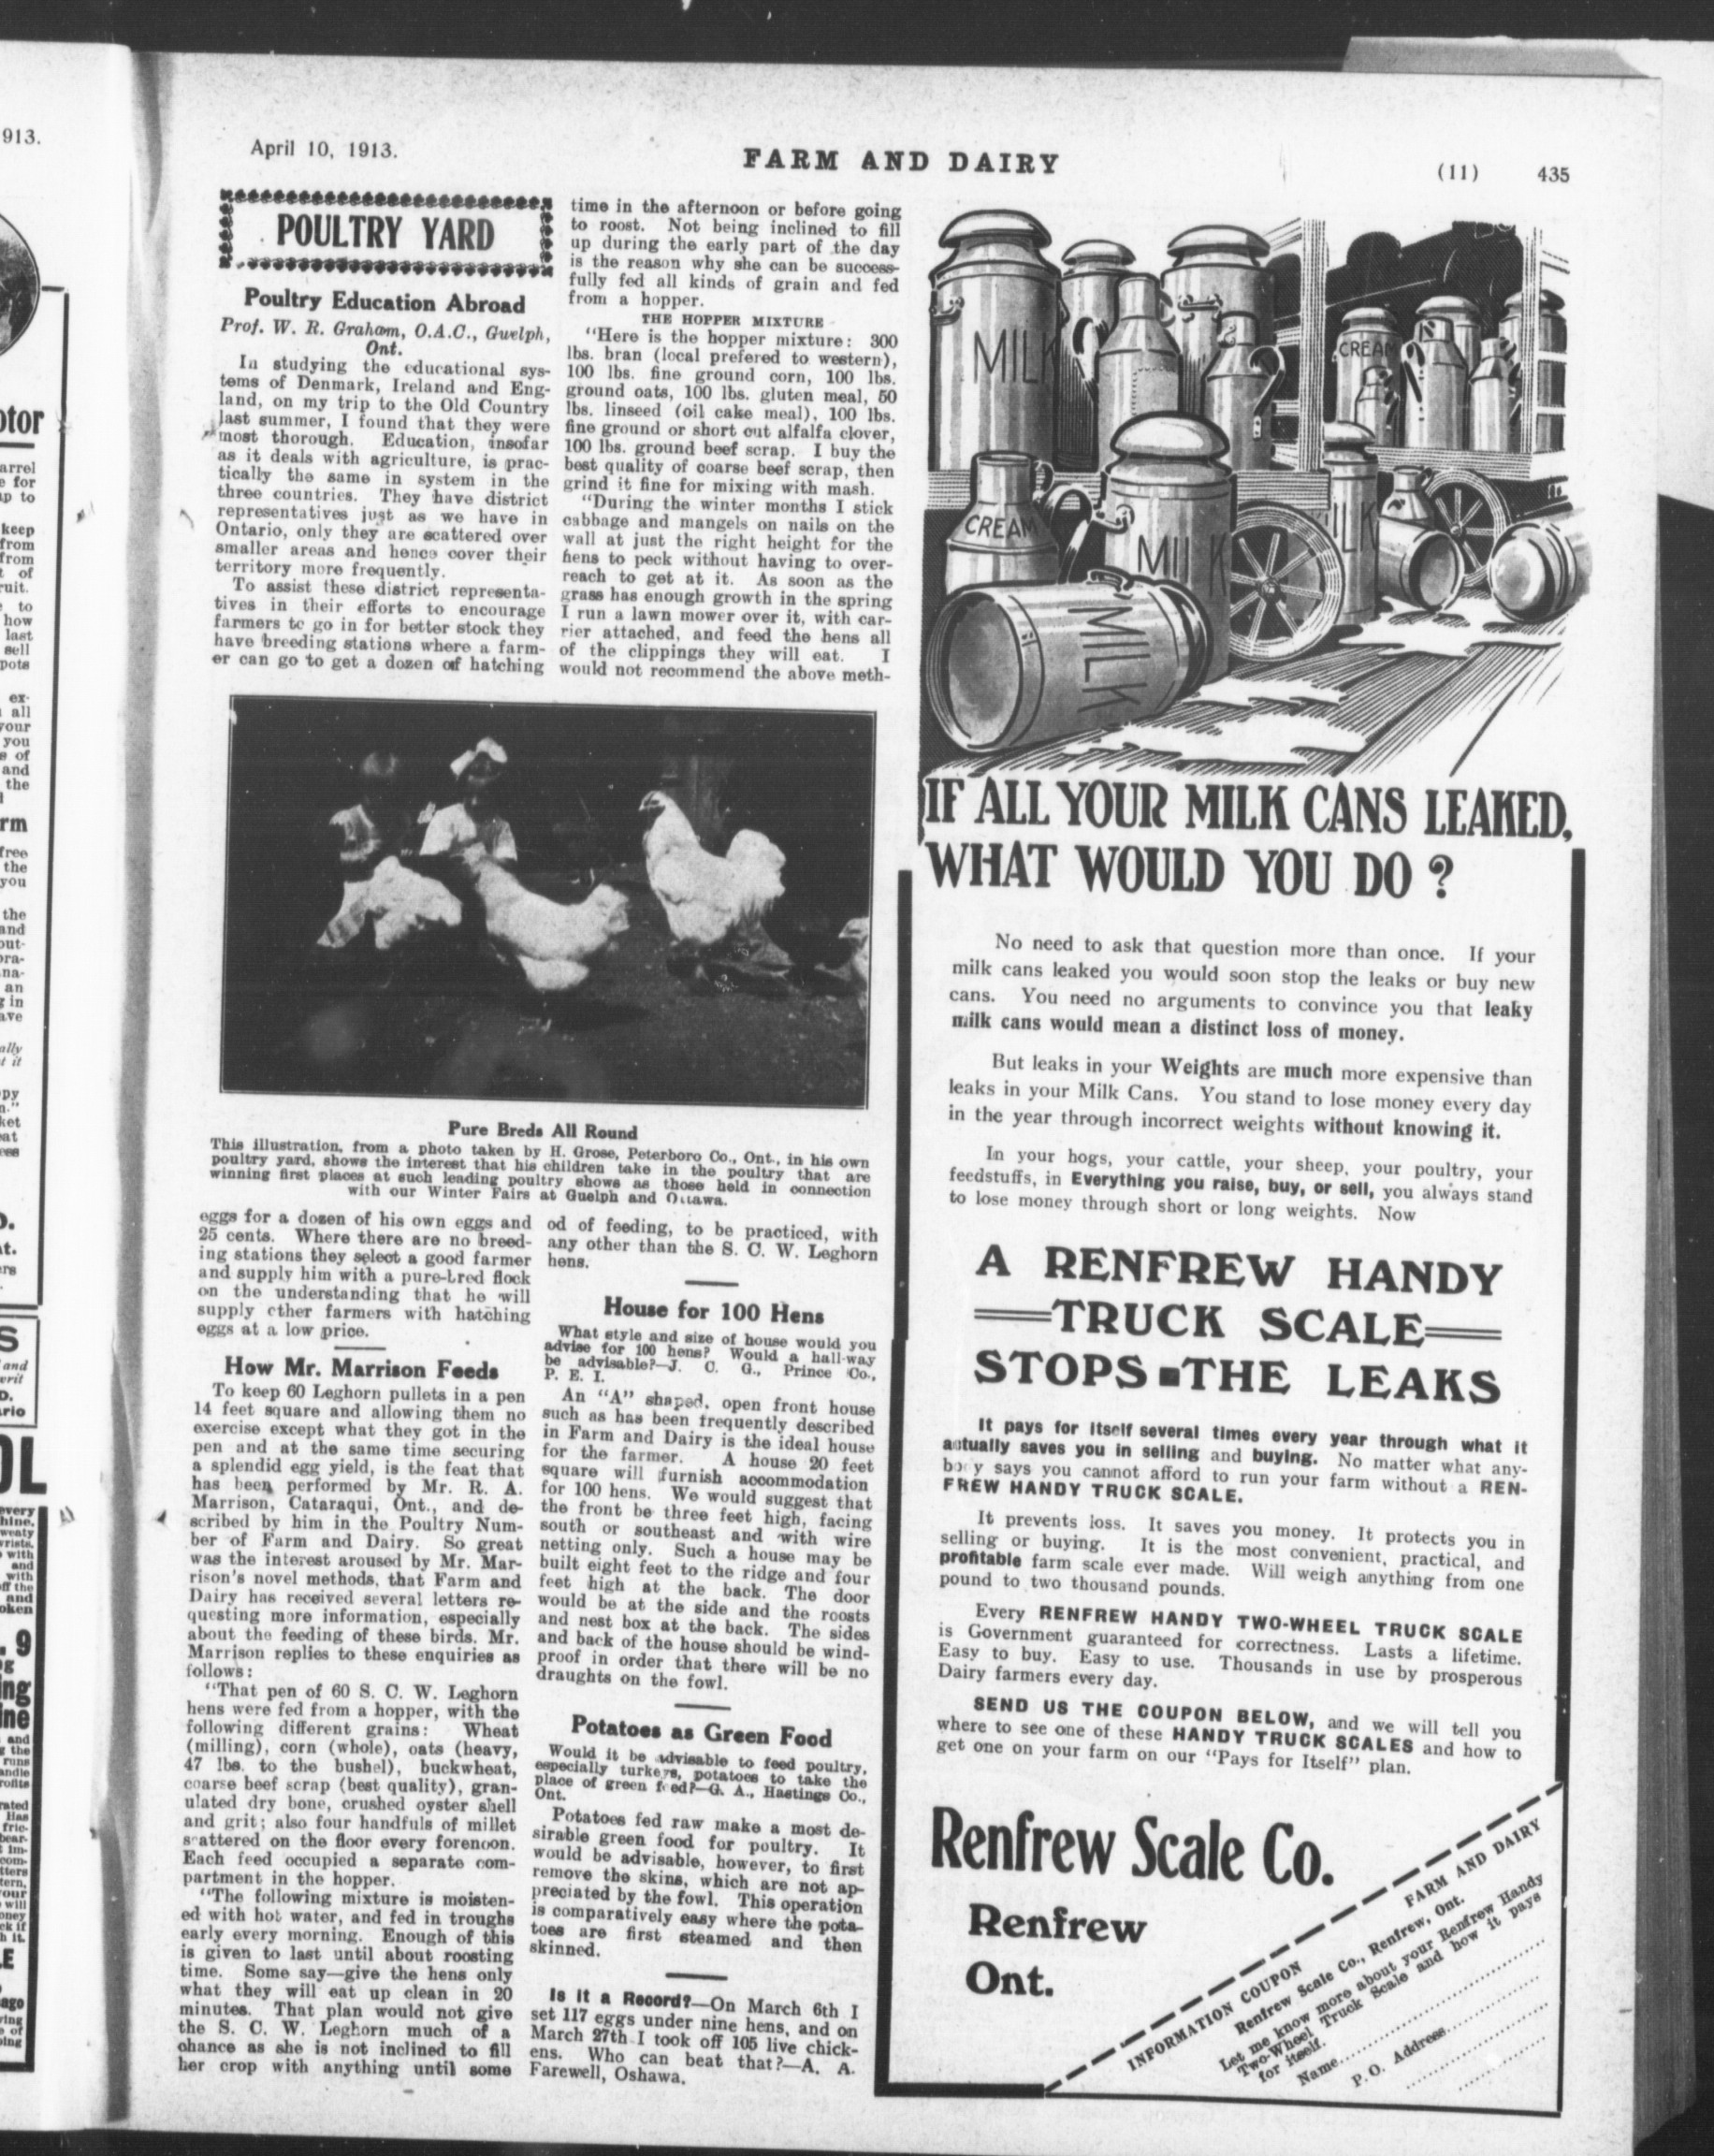 913.
April 10, 1913.
FARM AND DAIRY
(11) 435
POULTRY YARD
Poultry Education Abroad
Prof. W. R. Graham, O.A.C., Guelph,
Ont.
In studying the educational sys-
tems of Denmark, Ireland and Eng-
land, on my trip to the Old Country
last summer, I found that they were
most thorough. Education, insofar
as it deals with agriculture, is prac-
tically the same in system in the
three countries. They have district
representatives just as we have in
Ontario, only they are scattered over
smaller areas and hence cover their
territory more frequently.
To assist these district representa-
tives in their efforts to encourage
farmers to go in for better stock they
have breeding stations where a farm-
er can go to get a dozen of hatching
eggs for a dozen of his own eggs and
25 cents. Where there are no breed-
ing stations they select a good farmer
and supply him with a pure-bred flock
on the understanding that he will
supply other farmers with hatching
eggs at a low price.
How Mr. Marrison Feeds
To keep 60 Leghorn pullets in a pen
14 feet square and allowing them no
exercise except what they got in the
pen and at the same time securing
a splendid egg yield, is the feat that
has been performed by Mr. R. A.
Marrison, Cataraqui, Ont., and de-
scribed by him in the Poultry Num-
ber of Farm and Dairy. So great
was the interest aroused by Mr. Mar-
rison's novel methods, that Farm and
Dairy has received several letters re-
questing more information, especially
about the feeding of these birds. Mr.
Marrison replies to these enquiries as
follows:
"That pen of 60 S. C. W. Leghorn
hens were fed from a hopper, with the
following different grains: Wheat
(milling), corn (whole), oats (heavy,
47 lbs. to the bushel), buckwheat,
coarse beef scrap (best quality), gran-
ulated dry bone, crushed oyster shell
and grit; also four handfuls of millet
scattered on the floor every forenoon.
Each feed occupied a separate com-
partment in the hopper.
"The following mixture is moisten-
ed with hot water, and fed in troughs
early every morning. Enough of this
is given to last until about roosting
time. Some say—give the hens only
what they will eat up clean in 20
minutes. That plan would not give
the S. C. W. Leghorn much of a
chance as she is not inclined to fill
her crop with anything until some
time in the afternoon or before going
to roost. Not being inclined to fill
up during the early part of the day
is the reason why she can be success-
fully fed all kinds of grain and fed
from a hopper.
THE HOPPER MIXTURE
"Here is the hopper mixture: 300
lbs. bran (local prefered to western),
100 lbs. fine ground corn, 100 lbs.
ground oats, 100 lbs. gluten meal, 50
lbs. linseed (oil cake meal), 100 lbs.
fine ground or short cut alfalfa clover,
100 lbs. ground beef scrap. I buy the
best quality of coarse beef scrap, then
grind it fine for mixing with mash.
"During the winter months I stick
cabbage and mangels on nails on the
wall at just the right height for the
hens to peck without having to over-
reach to get at it. As soon as the
grass has enough growth in the spring
I run a lawn mower over it, with car-
rier attached, and feed the hens all
of the clippings they will eat. I
would not recommend the above meth-
od of feeding, to be practiced, with
any other than the S. C. W. Leghorn
hens.
Pure Breds All Round
This illustration, from a photo taken by H. Grose, Peterboro Co., Ont., in his own
poultry yard, shows the interest that his children take in the poultry that are
winning first places at such leading poultry shows as those held in connection
with our Winter Fairs at Guelph and Ottawa.
House for 100 Hens
What style and size of house would you
advise for 100 hens? Would a hall-way
be advisable?—J. C. G., Prince Co.,
P. E. I.
An "A" shaped, open front house
such as has been frequently described
in Farm and Dairy is the ideal house
for the farmer. A house 20 feet
square will furnish accommodation
for 100 hens. We would suggest that
the front be three feet high, facing
south or southeast and with wire
netting only. Such a house may be
built eight feet to the ridge and four
feet high at the back. The door
would be at the side and the roosts
and nest box at the back. The sides
and back of the house should be wind-
proof in order that there will be no
draughts on the fowl.
Potatoes as Green Food
Would it be advisable to feed poultry,
especially turkeys, potatoes to take the
place of green feed?—G. A., Hastings Co.,
Ont.
Potatoes fed raw make a most de-
sirable green food for poultry. It
would be advisable, however, to first
remove the skins, which are not ap-
preciated by the fowl. This operation
is comparatively easy where the pota-
toes are first steamed and then
skinned.
Is it a Record?—On March 6th I
set 117 eggs under nine hens, and on
March 27th I took off 105 live chick-
ens. Who can beat that?—A. A.
Farewell, Oshawa.
MILK
CREAM
CREAM
MILK
MILK
MILK
IF ALL YOUR MILK CANS LEAKED,
WHAT WOULD YOU DO?
No need to ask that question more than once. If your
milk cans leaked you would soon stop the leaks or buy new
cans. You need no arguments to convince you that leaky
milk cans would mean a distinct loss of money.
But leaks in your Weights are much more expensive than
leaks in your Milk Cans. You stand to lose money every day
in the year through incorrect weights without knowing it.
In your hogs, your cattle, your sheep, your poultry, your
feedstuffs, in Everything you raise, buy, or sell, you always stand
to lose money through short or long weights. Now
A RENFREW HANDY
TRUCK SCALE
STOPS THE LEAKS
It pays for itself several times every year through what it
actually saves you in selling and buying. No matter what any-
body says you cannot afford to run your farm without a REN-
FREW HANDY TRUCK SCALE.
It prevents loss. It saves you money. It protects you in
selling or buying. It is the most convenient, practical, and
profitable farm scale ever made. Will weigh anything from one
pound to two thousand pounds.
Every RENFREW HANDY TWO-WHEEL TRUCK SCALE
is Government guaranteed for correctness. Lasts a lifetime.
Easy to buy. Easy to use. Thousands in use by prosperous
Dairy farmers every day.
SEND US THE COUPON BELOW, and we will tell you
where to see one of these HANDY TRUCK SCALES and how to
get one on your farm on our "Pays for Itself" plan.
Renfrew Scale Co.
Renfrew
Ont.
FARM AND DAIRY
INFORMATION COUPON
Renfrew Scale Co., Renfrew, Ont.
Let me know more about your Renfrew Handy
Two-Wheel Truck Scale and how it pays
for itself.
Name
P. O. Address